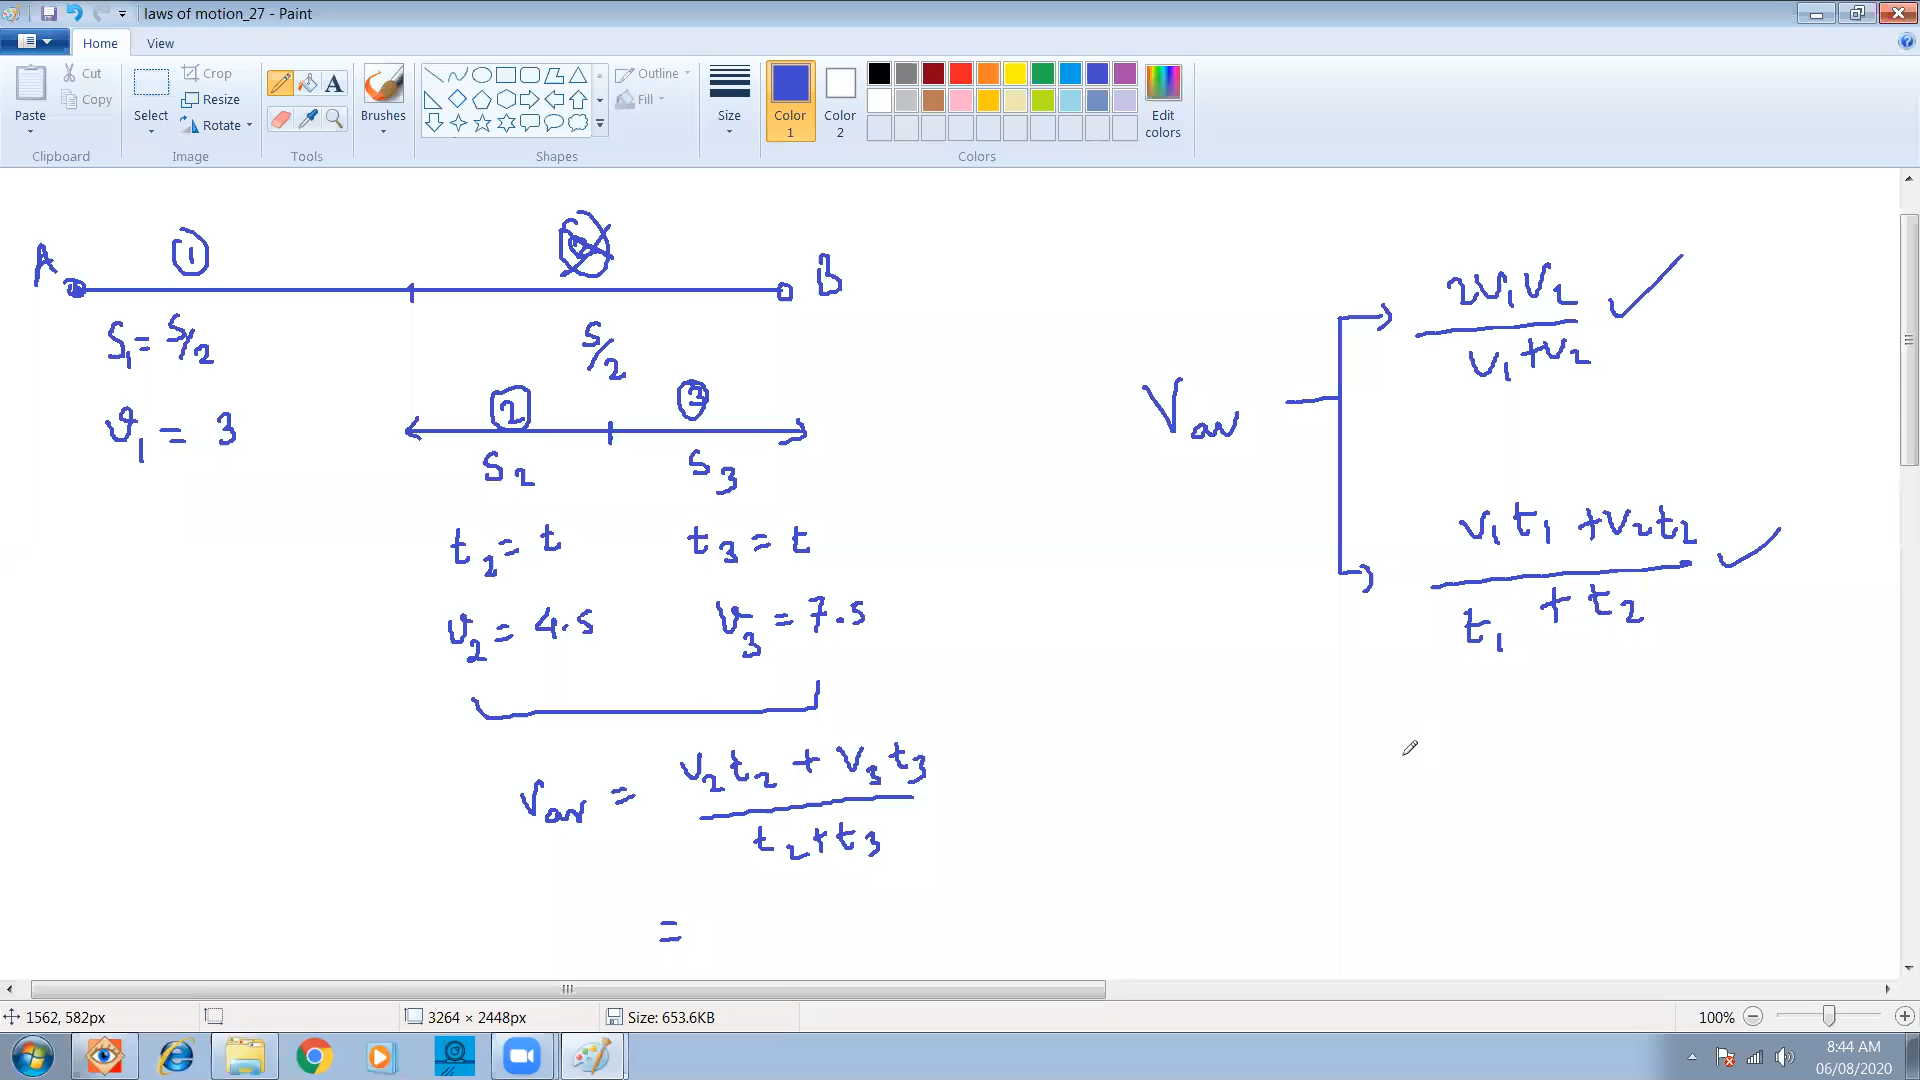 laws of motion_27 - Paint
Home View
Paste
Cut
Copy
Clipboard
Select
Crop
Resize
Rotate
Image
A
Tools
Brushes
Outline
Fill
Shapes
Size
Color 1
Color 2
Edit colors
Colors
A ① B
S₁ = S/2
S/2
v₁ = 3
② ③
S₂ S₃
t₂ = t t₃ = t
v₂ = 4.5 v₃ = 7.5
Vav = (V₂t₂ + V₃t₃) / (t₂ + t₃)
=
Vav
2V₁V₂ / (V₁ + V₂) ✓
(V₁t₁ + V₂t₂) / (t₁ + t₂) ✓
1562, 582px
3264 × 2448px
Size: 653.6KB
100%
8:44 AM
06/08/2020